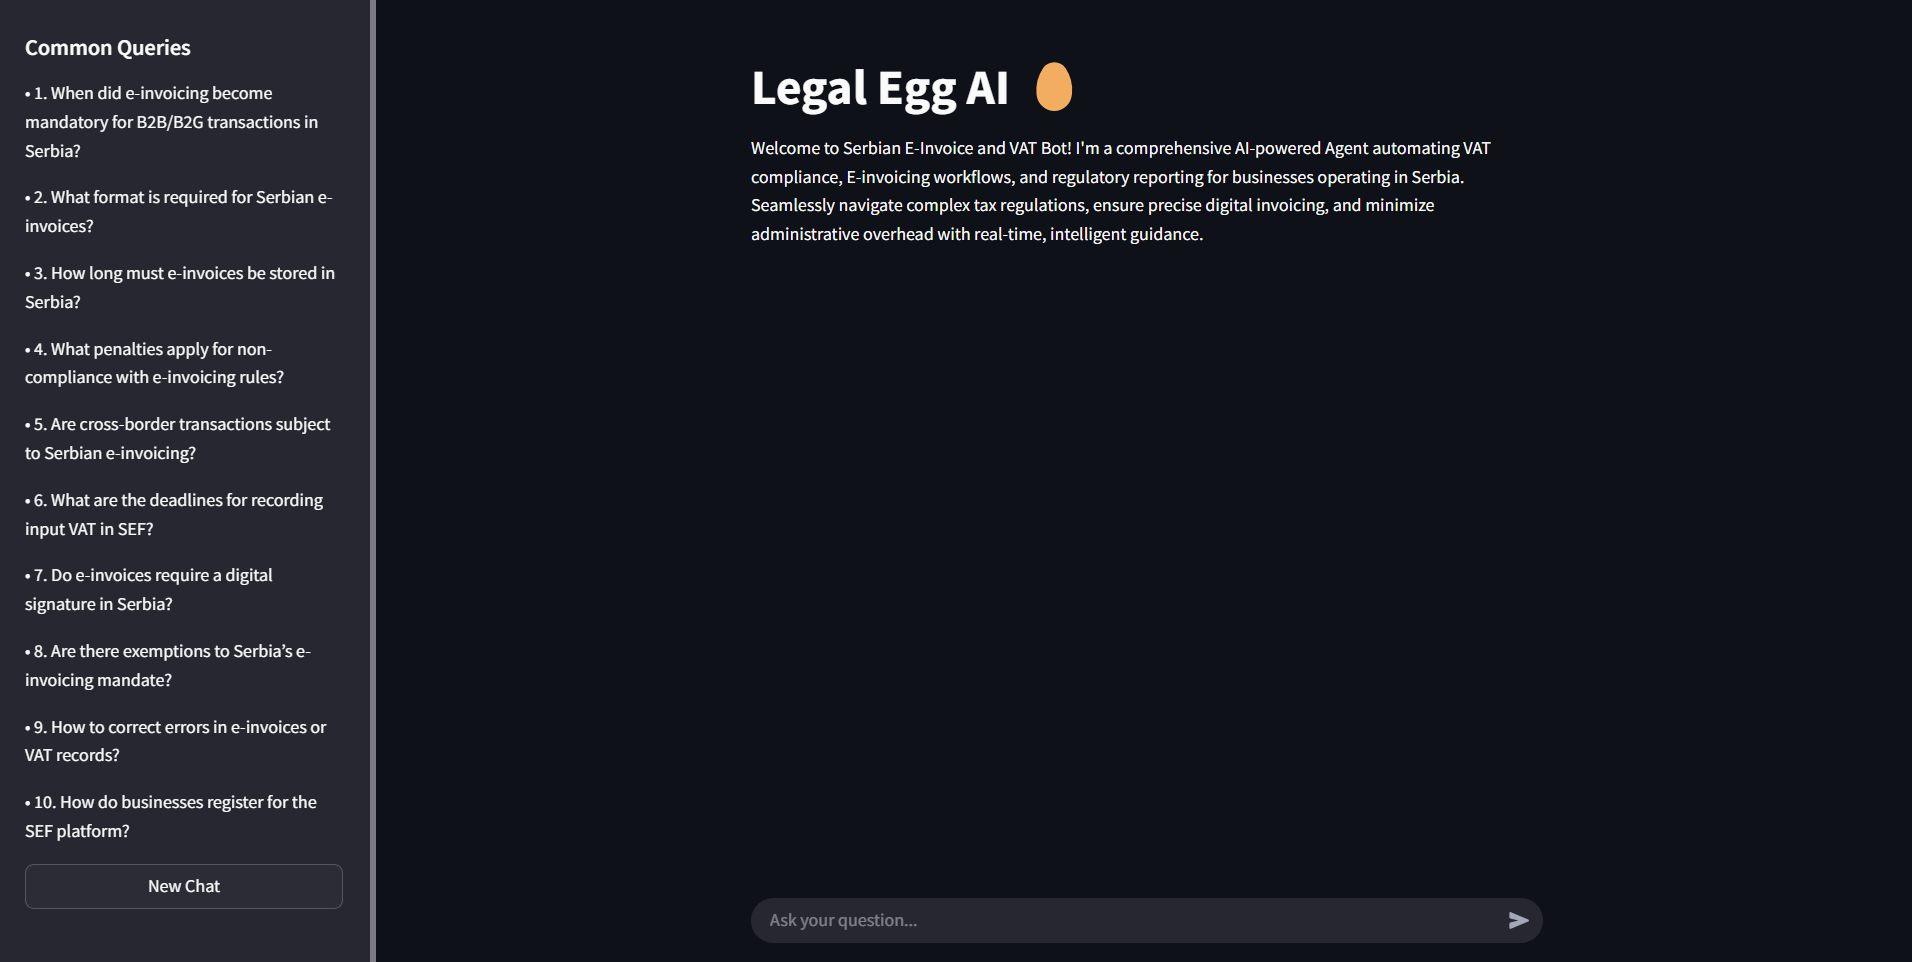 Common Queries
• 1. When did e-invoicing become
mandatory for B2B/B2G transactions in
Serbia?
• 2. What format is required for Serbian e-
invoices?
• 3. How long must e-invoices be stored in
Serbia?
• 4. What penalties apply for non-
compliance with e-invoicing rules?
• 5. Are cross-border transactions subject
to Serbian e-invoicing?
• 6. What are the deadlines for recording
input VAT in SEF?
• 7. Do e-invoices require a digital
signature in Serbia?
• 8. Are there exemptions to Serbia’s e-
invoicing mandate?
• 9. How to correct errors in e-invoices or
VAT records?
• 10. How do businesses register for the
SEF platform?
New Chat
Legal Egg AI
Welcome to Serbian E-Invoice and VAT Bot! I'm a comprehensive AI-powered Agent automating VAT
compliance, E-invoicing workflows, and regulatory reporting for businesses operating in Serbia.
Seamlessly navigate complex tax regulations, ensure precise digital invoicing, and minimize
administrative overhead with real-time, intelligent guidance.
Ask your question...